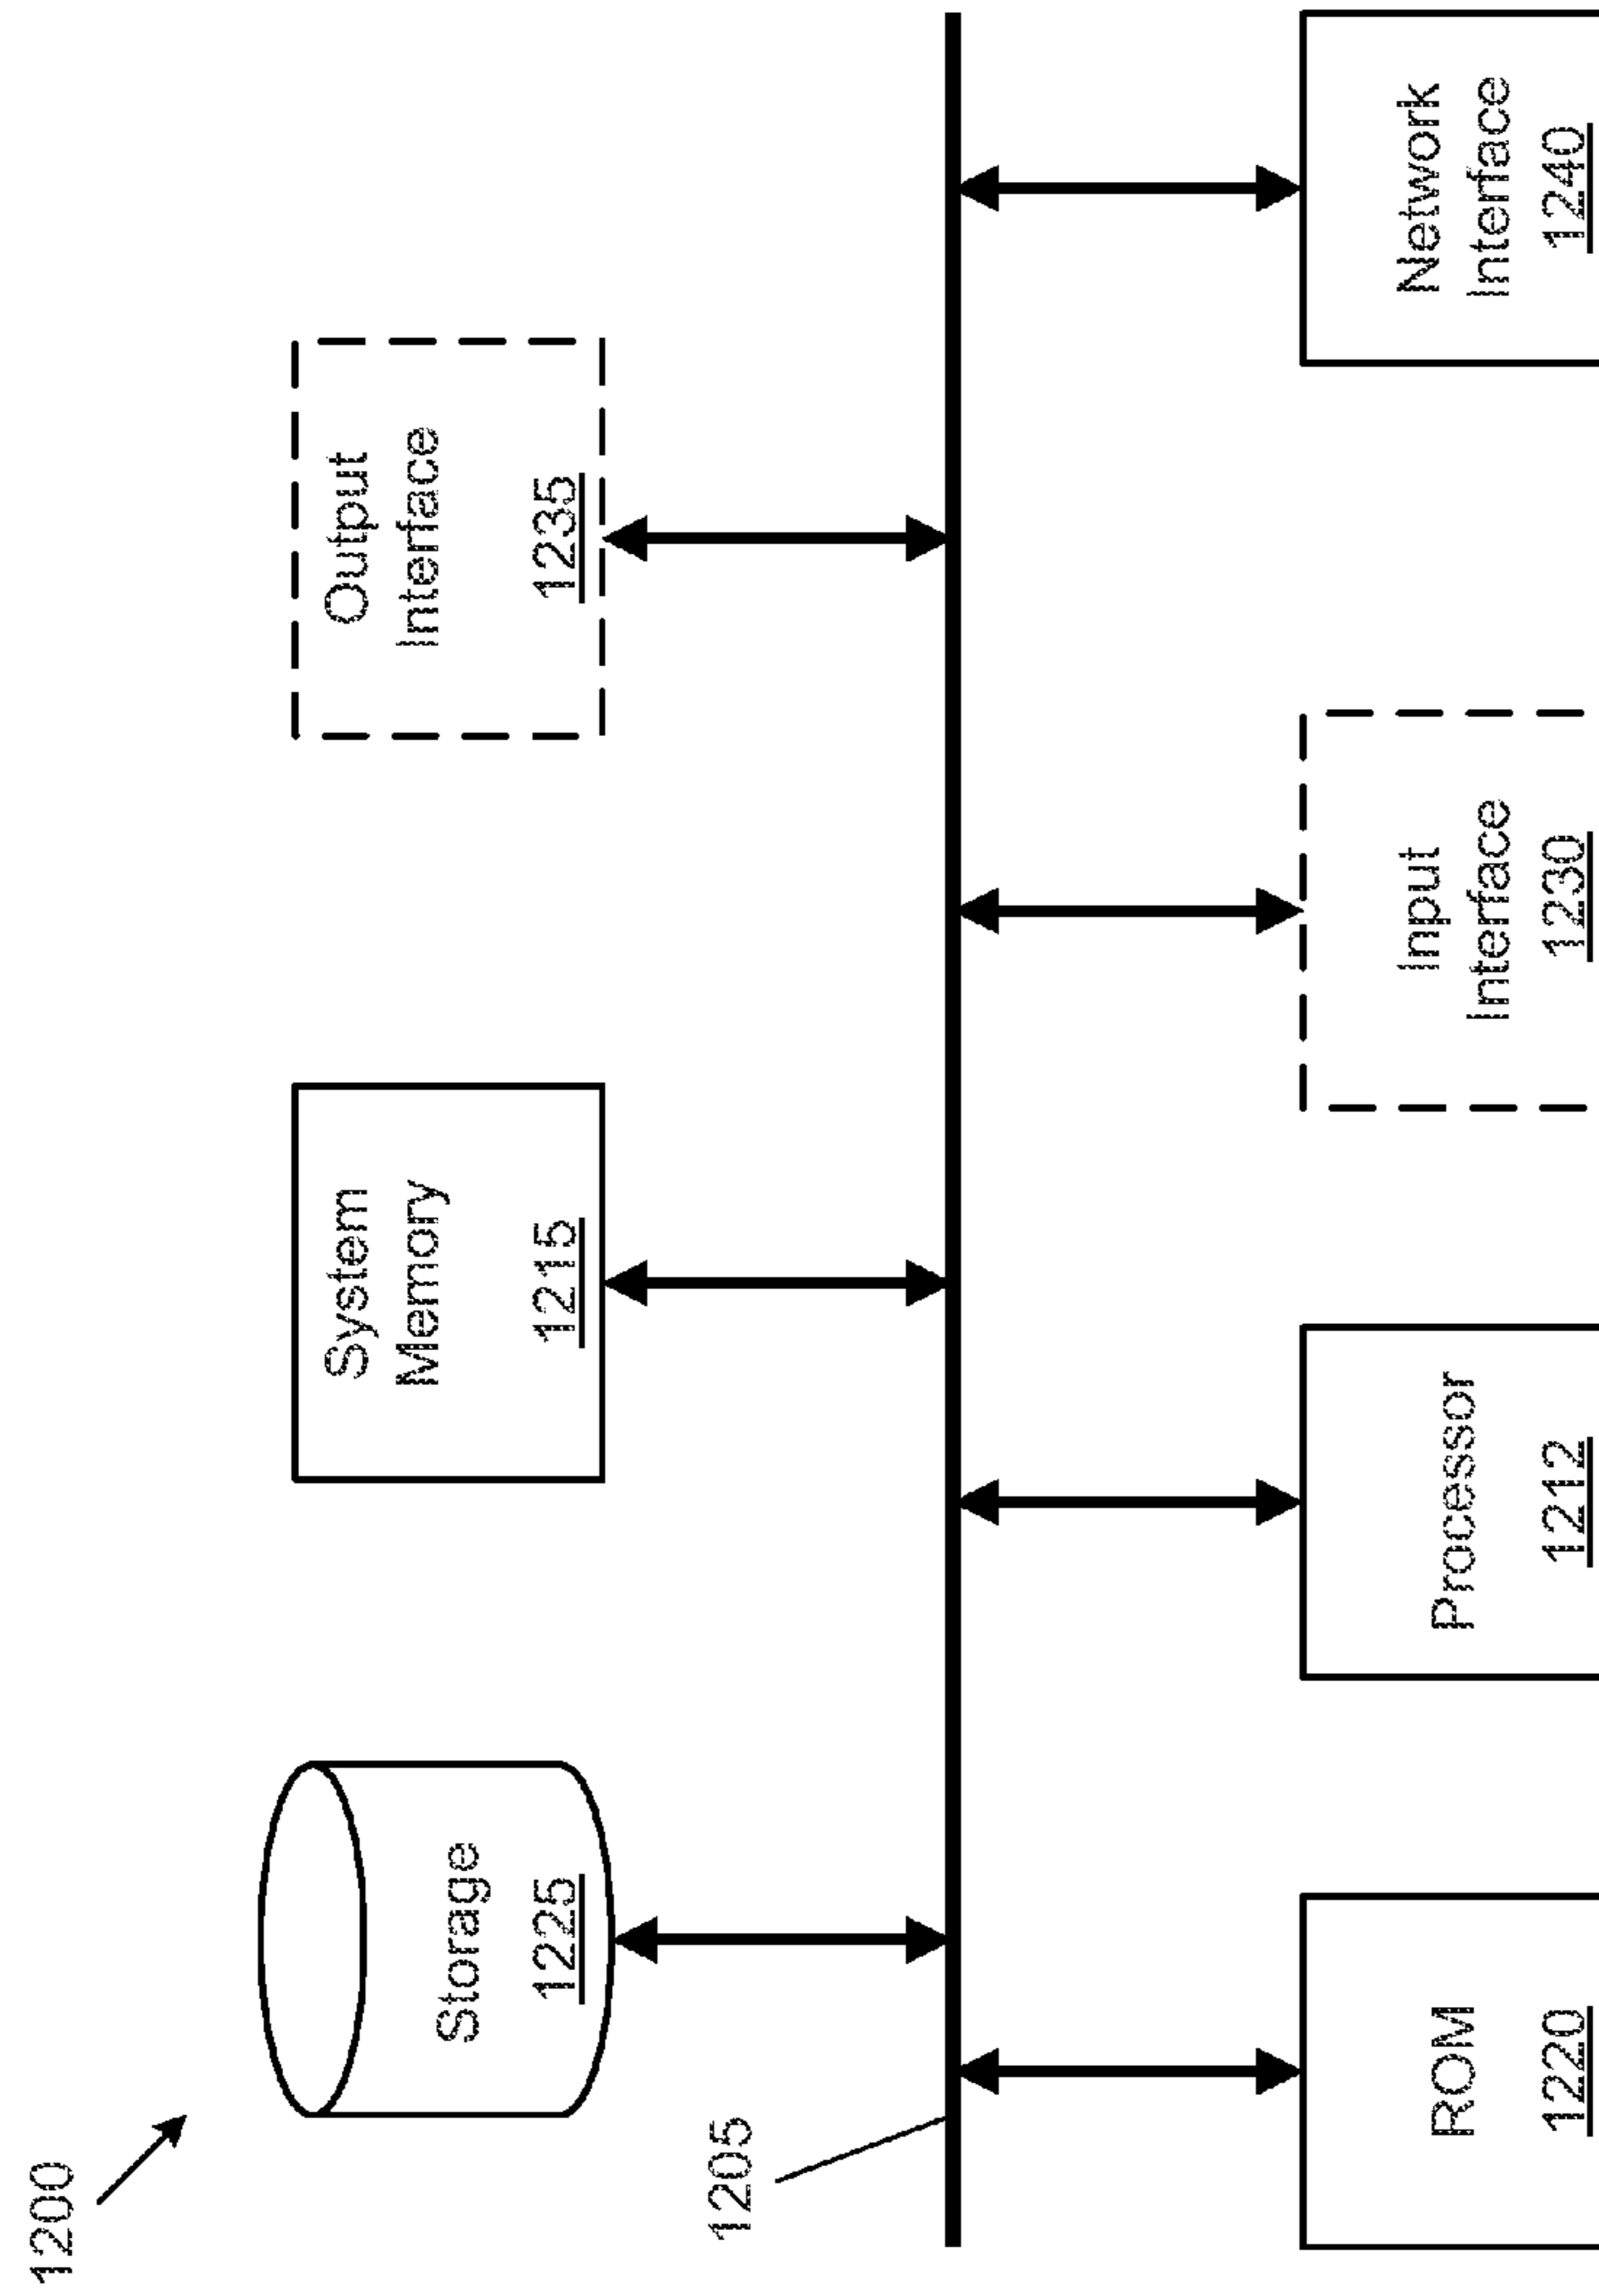 1200
Storage
1225
System
Memory
1215
Output
Interface
1235
1205
ROM
1220
Processor
1212
Input
Interface
1230
Network
Interface
1240